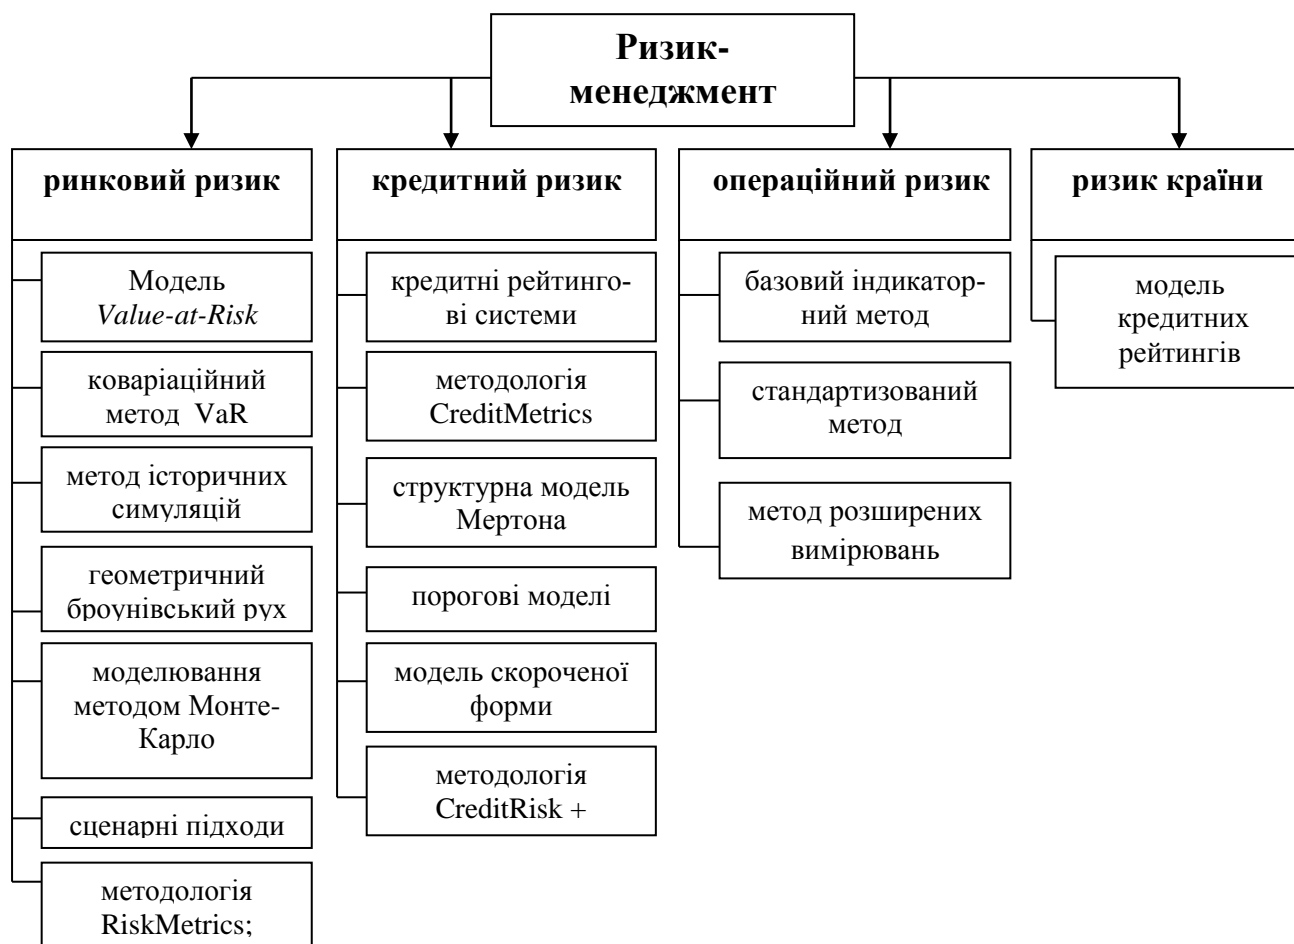 Ризик-
менеджмент
ринковий ризик
Модель
Value-at-Risk
коваріаційний
метод VaR
метод історичних
симуляцій
геометричний
броунівський рух
моделювання
методом Монте-
Карло
сценарні підходи
методологія
RiskMetrics;
кредитний ризик
кредитні рейтинго-
ві системи
методологія
CreditMetrics
структурна модель
Мертона
порогові моделі
модель скороченої
форми
методологія
CreditRisk +
операційний ризик
базовий індикатор-
ний метод
стандартизований
метод
метод розширених
вимірювань
ризик країни
модель
кредитних
рейтингів